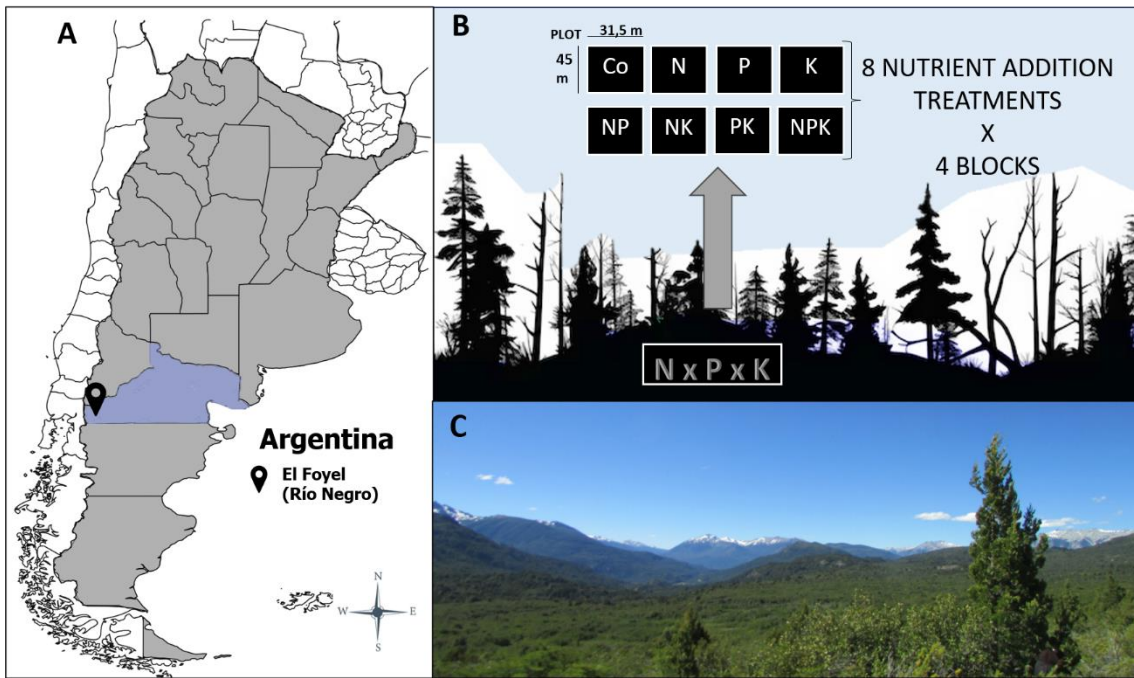 A
Argentina
El Foyel
(Río Negro)
N
W E
S
B
PLOT 31,5 m
45
m
Co N P K
NP NK PK NPK
8 NUTRIENT ADDITION
TREATMENTS
X
4 BLOCKS
N x P x K
C